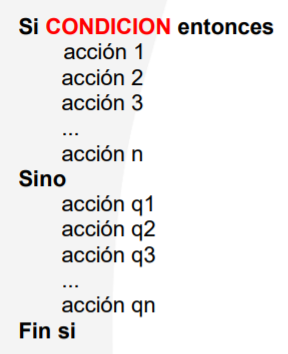 Si CONDICION entonces
acción 1
acción 2
acción 3
...
acción n
Sino
acción q1
acción q2
acción q3
...
acción qn
Fin si